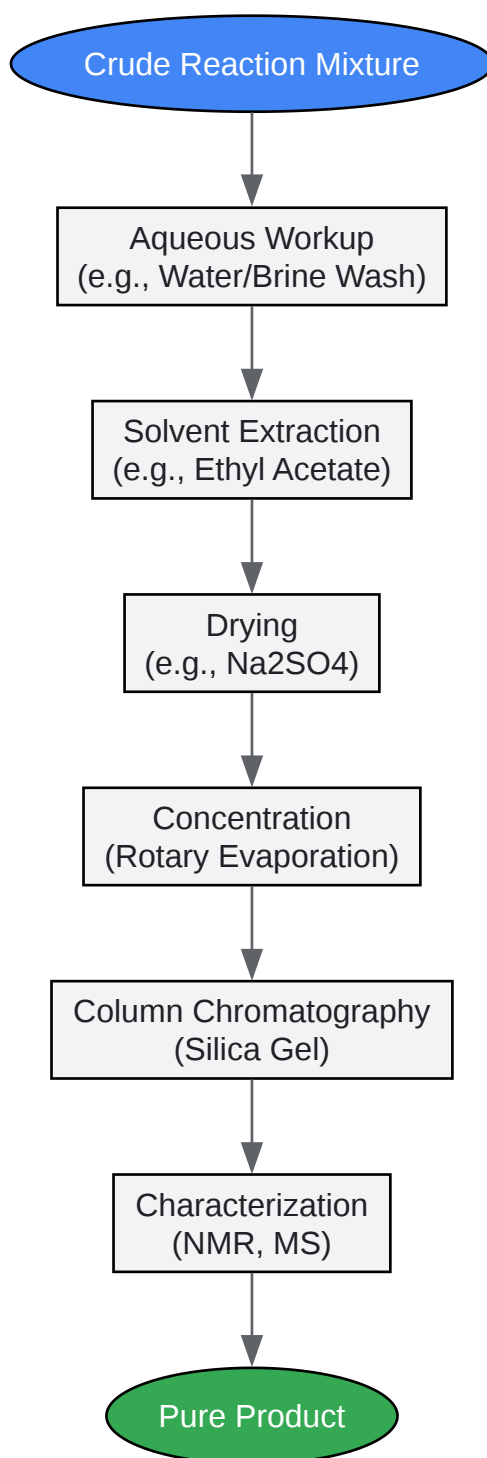 Crude Reaction Mixture
Aqueous Workup
(e.g., Water/Brine Wash)
Solvent Extraction
(e.g., Ethyl Acetate)
Drying
(e.g., Na2SO4)
Concentration
(Rotary Evaporation)
Column Chromatography
(Silica Gel)
Characterization
(NMR, MS)
Pure Product